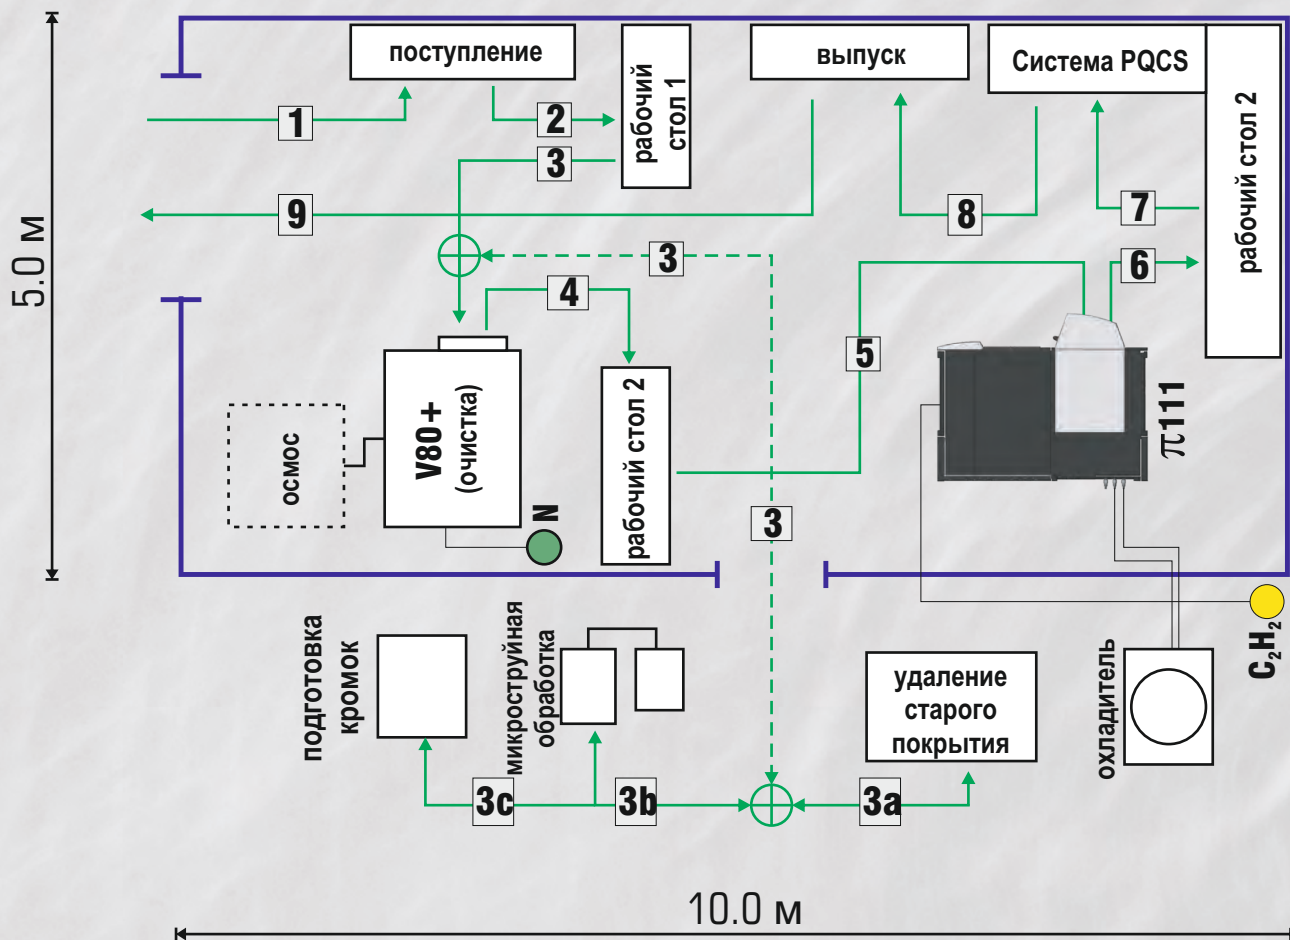 поступление
рабочий
стол 1
выпуск
Система PQCS
рабочий стол 2
1
2
3
9
8
7
6
3
4
5
5.0 м
осмос
V80+
(очистка)
N
рабочий стол 2
3
π111
C₂H₂
подготовка
кромок
микроструйная
обработка
удаление
старого
покрытия
охладитель
3c
3b
3a
10.0 м